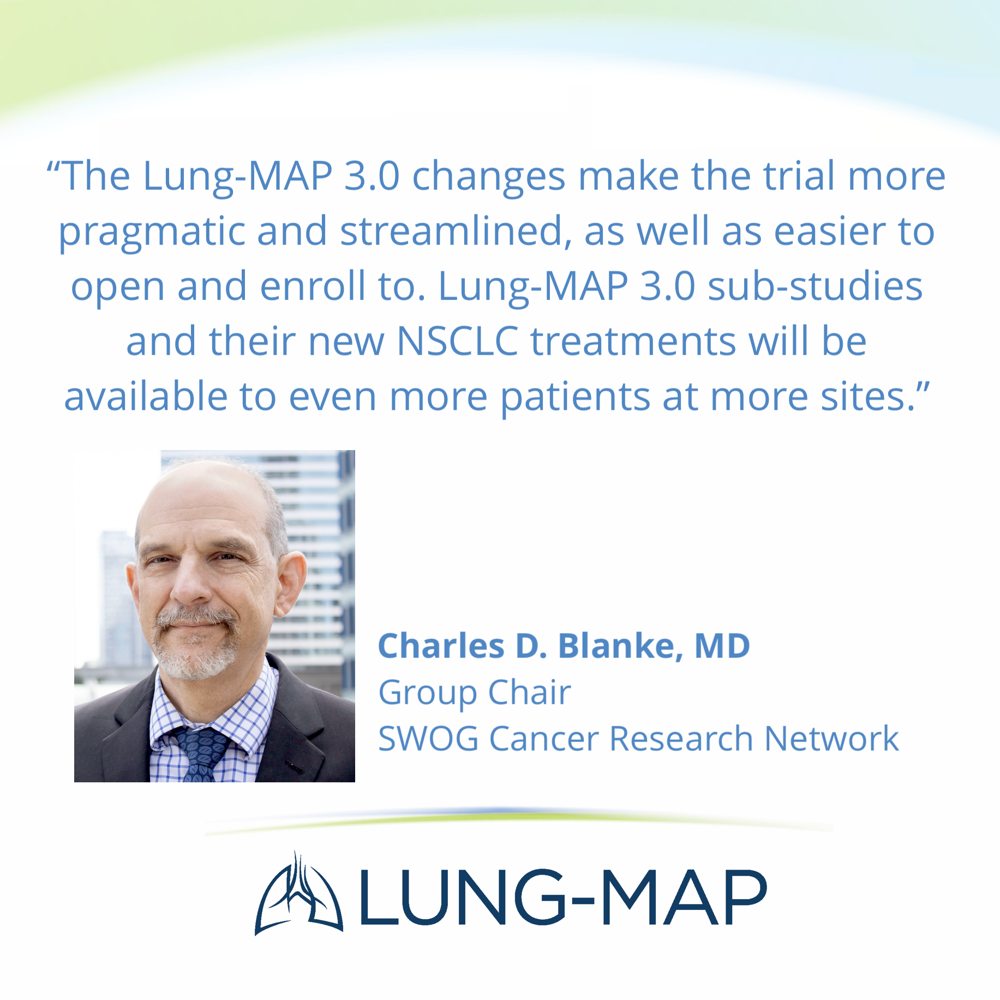 “The Lung-MAP 3.0 changes make the trial more
pragmatic and streamlined, as well as easier to
open and enroll to. Lung-MAP 3.0 sub-studies
and their new NSCLC treatments will be
available to even more patients at more sites.”
Charles D. Blanke, MD
Group Chair
SWOG Cancer Research Network
LUNG-MAP